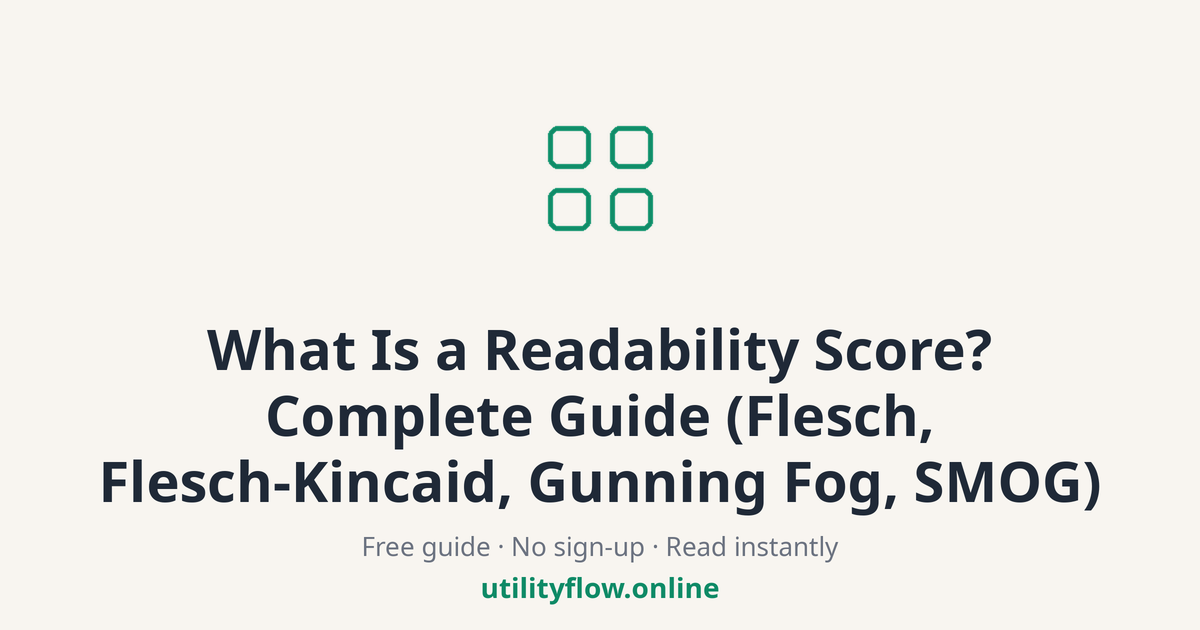 What Is a Readability Score?
Complete Guide (Flesch,
Flesch-Kincaid, Gunning Fog, SMOG)
Free guide · No sign-up · Read instantly
utilityflow.online